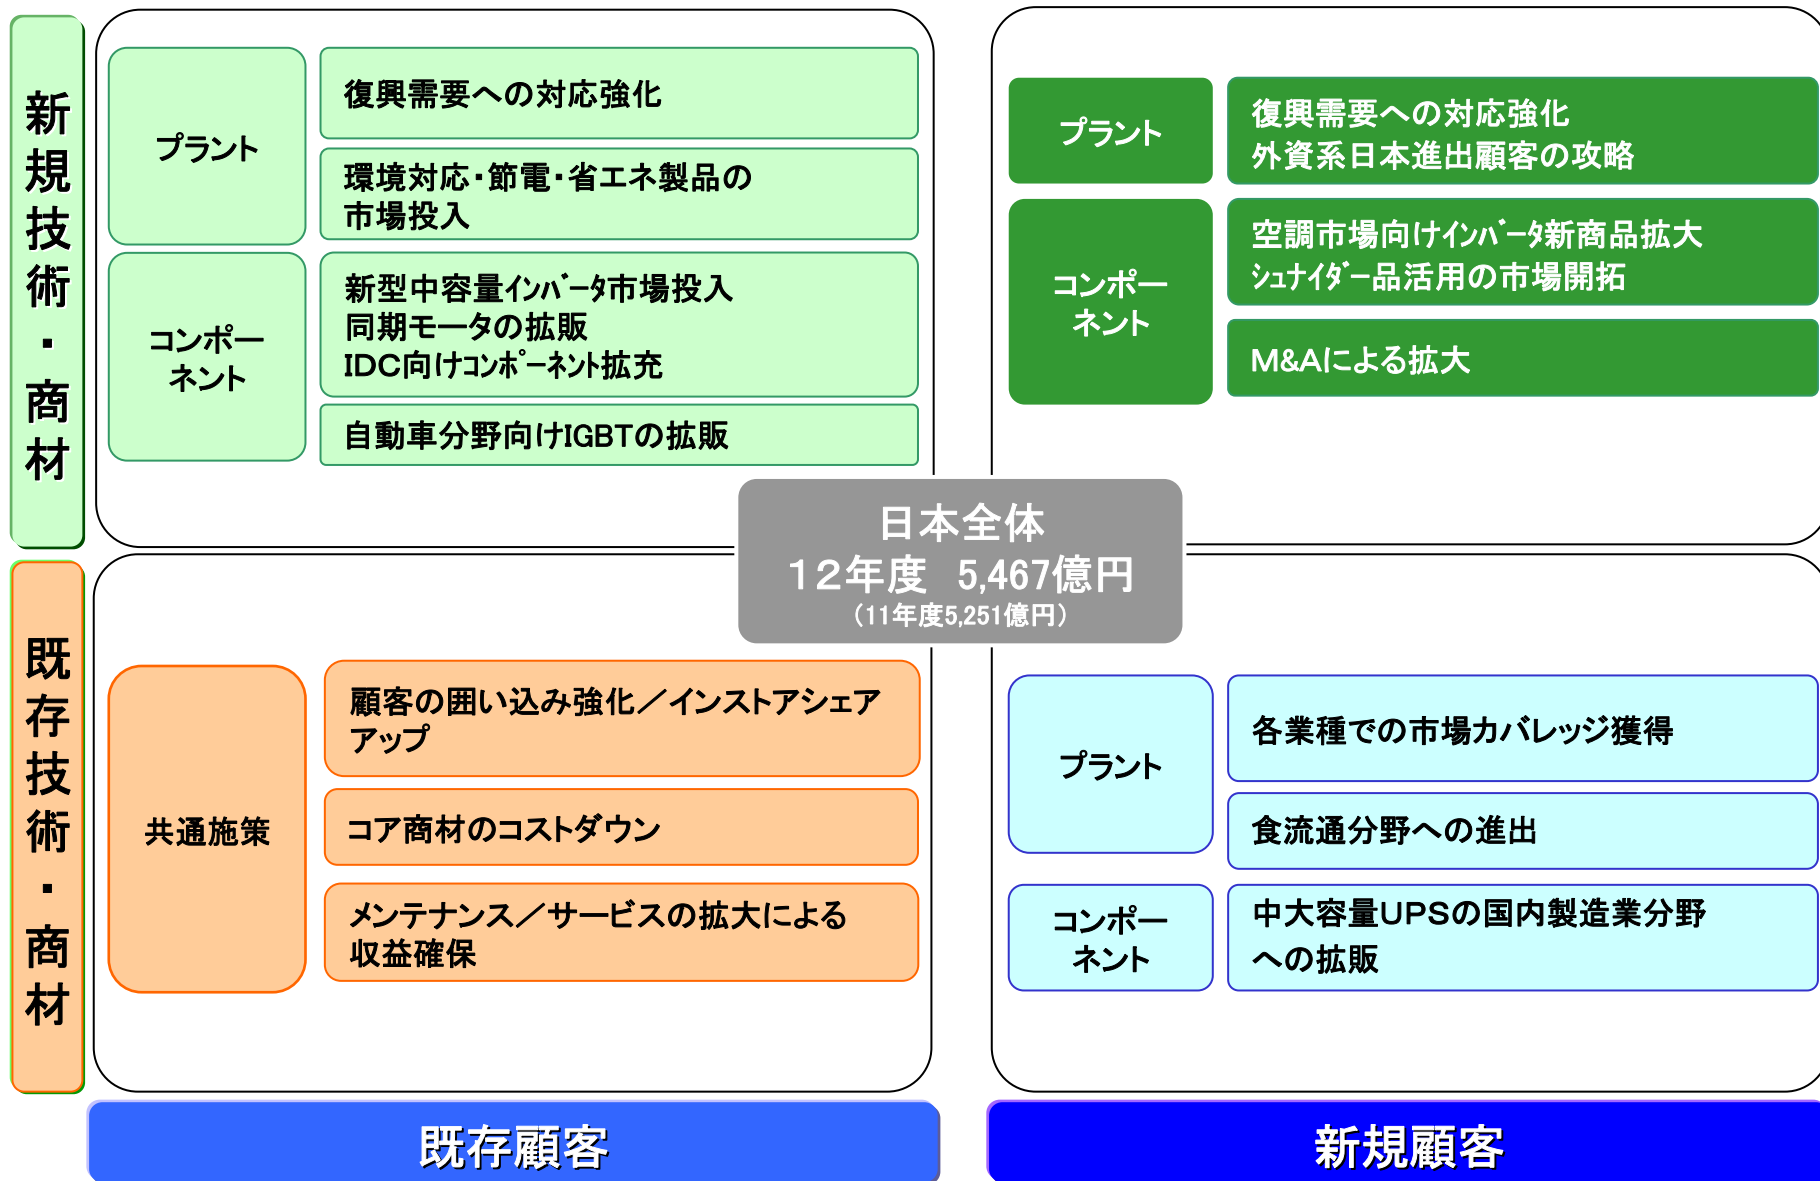 新規技術・商材
プラント
復興需要への対応強化
環境対応・節電・省エネ製品の
市場投入
コンポー
ネント
新型中容量ｲﾝﾊﾞｰﾀ市場投入
同期モータの拡販
IDC向けｺﾝﾎﾟｰﾈﾝﾄ拡充
自動車分野向けIGBTの拡販
プラント
復興需要への対応強化
外資系日本進出顧客の攻略
コンポー
ネント
空調市場向けｲﾝﾊﾞｰﾀ新商品拡大
ｼｭﾅｲﾀﾞｰ品活用の市場開拓
M&Aによる拡大
日本全体
１２年度　5,467億円
（11年度5,251億円）
既存技術・商材
共通施策
顧客の囲い込み強化／インストアシェア
アップ
コア商材のコストダウン
メンテナンス／サービスの拡大による
収益確保
プラント
各業種での市場カバレッジ獲得
食流通分野への進出
コンポー
ネント
中大容量UPSの国内製造業分野
への拡販
既存顧客
新規顧客